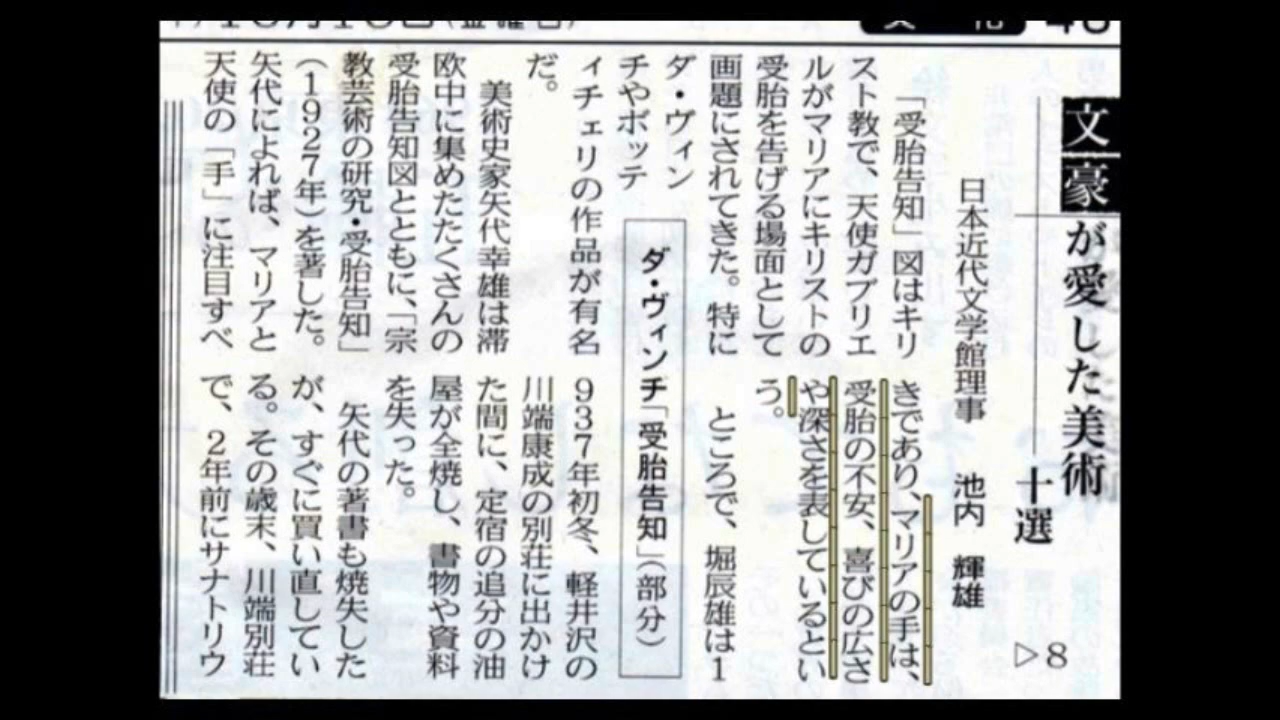 10月16日(金曜日)
文化
文豪が愛した美術
十選
▷8
日本近代文学館理事　池内　輝雄
「受胎告知」図はキリ
スト教で、天使ガブリエ
ルがマリアにキリストの
受胎を告げる場面として
画題にされてきた。特に
ダ・ヴィン
チやボッテ
ィチェリの作品が有名
だ。
美術史家矢代幸雄は滞
欧中に集めたたくさんの
受胎告知図とともに、「宗
教芸術の研究・受胎告知」
(1927年)を著した。
矢代によれば、マリアと
天使の「手」に注目すべ
きであり、マリアの手は、
受胎の不安、喜びの広さ
や深さを表しているとい
う。
ところで、堀辰雄は1
ダ・ヴィンチ「受胎告知」(部分)
937年初冬、軽井沢の
川端康成の別荘に出かけ
た間に、定宿の追分の油
屋が全焼し、書物や資料
を失った。
矢代の著書も焼失した
が、すぐに買い直してい
る。その歳末、川端別荘
で、2年前にサナトリウ